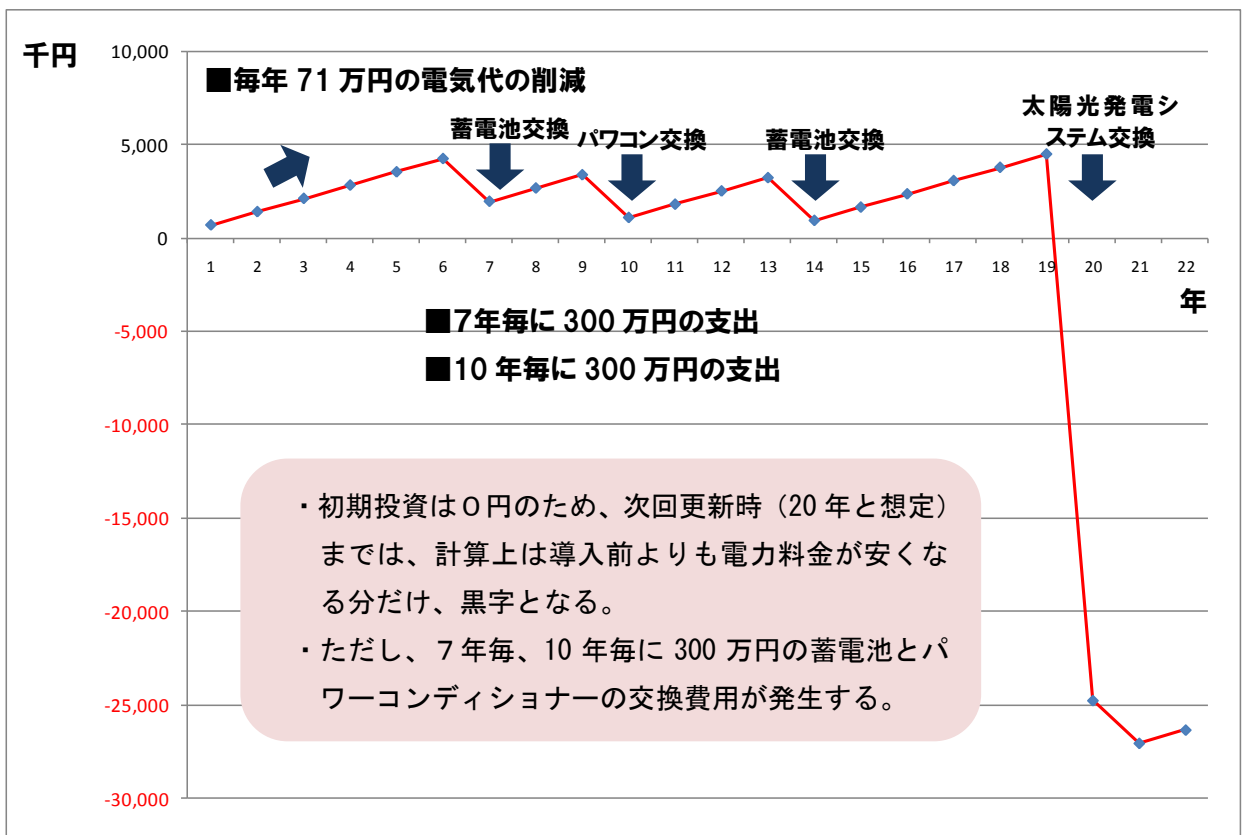 千円
10,000
■毎年 71 万円の電気代の削減
太陽光発電シ
ステム交換
蓄電池交換
パワコン交換
蓄電池交換
5,000
0
1 2 3 4 5 6 7 8 9 10 11 12 13 14 15 16 17 18 19 20 21 22
年
■7年毎に 300 万円の支出
-5,000
■10 年毎に 300 万円の支出
-10,000
・初期投資は０円のため、次回更新時（20 年と想定）
までは、計算上は導入前よりも電力料金が安くな
る分だけ、黒字となる。
・ただし、７年毎、10 年毎に 300 万円の蓄電池とパ
ワーコンディショナーの交換費用が発生する。
-15,000
-20,000
-25,000
-30,000